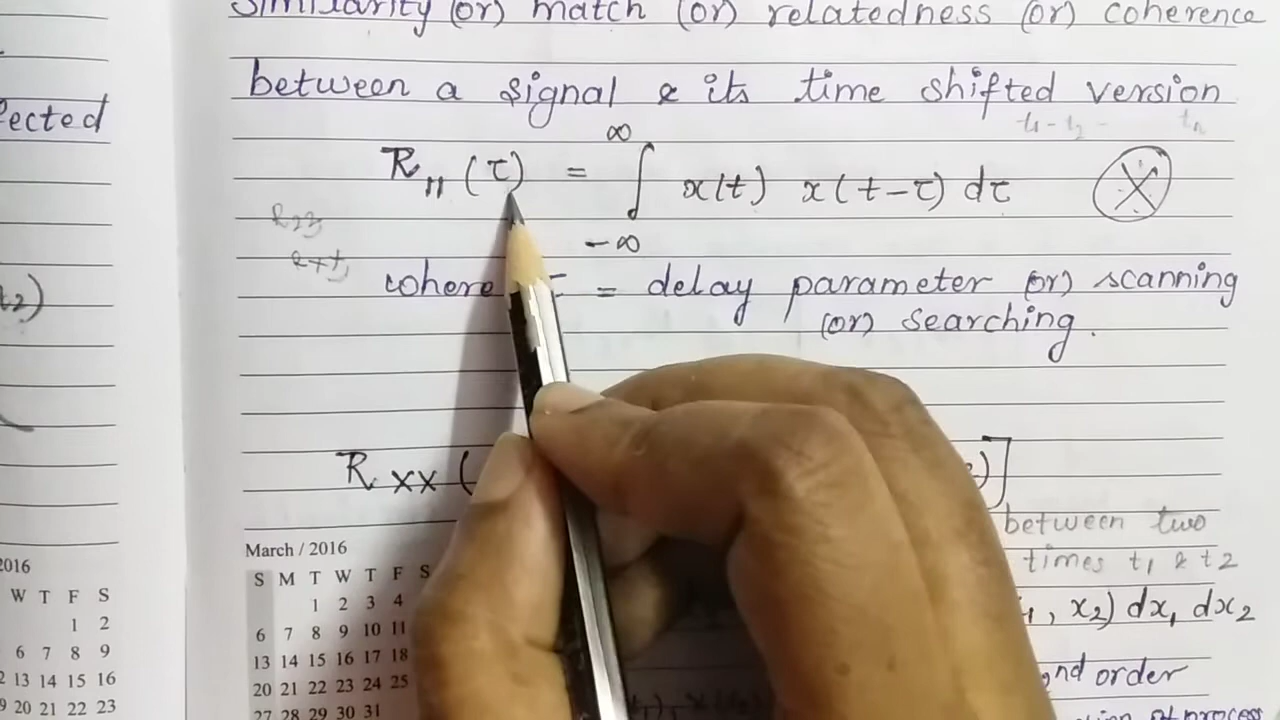 Similarity (or) match (or) relatedness (or) coherence
between a signal & its time shifted version
t1 - t2 -
ected
R11 (τ) = ∫ x(t) x(t-τ) dτ
∞
-∞
X
where τ = delay parameter (or) scanning
(or) searching.
RXX (
)]
between two
times t1 & t2
, x2) dx1 dx2
nd order
March / 2016
S M T W T F S
1 2 3 4
6 7 8 9 10 11
13 14 15 16 17 18
20 21 22 23 24 25
27 28 29 30 31
2016
W T F S
1 2
6 7 8 9
13 14 15 16
20 21 22 23